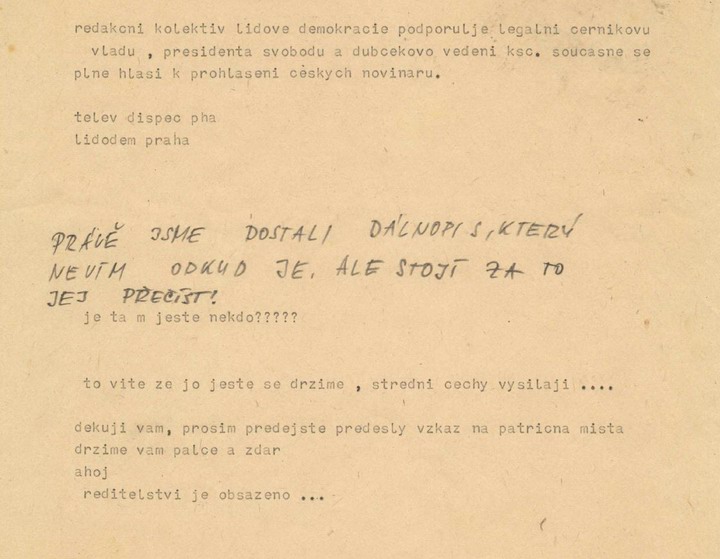 redakcni kolektiv lidove demokracie podporulje legalni cernikovu
vladu , presidenta svobodu a dubcekovo vedeni ksc. soucasne se
plne hlasi k prohlaseni ceskych novinaru.
telev dispec pha
lidodem praha
PRÁVĚ JSME DOSTALI DÁLNOPIS, KTERÝ
NEVÍM ODKUD JE, ALE STOJÍ ZA TO
JEJ PŘEČÍST!
je ta m jeste nekdo?????
to vite ze jo jeste se drzime , stredni cechy vysilaji ....
dekuji vam, prosim predejste predesly vzkaz na patricna mista
drzime vam palce a zdar
ahoj
reditelstvi je obsazeno ...